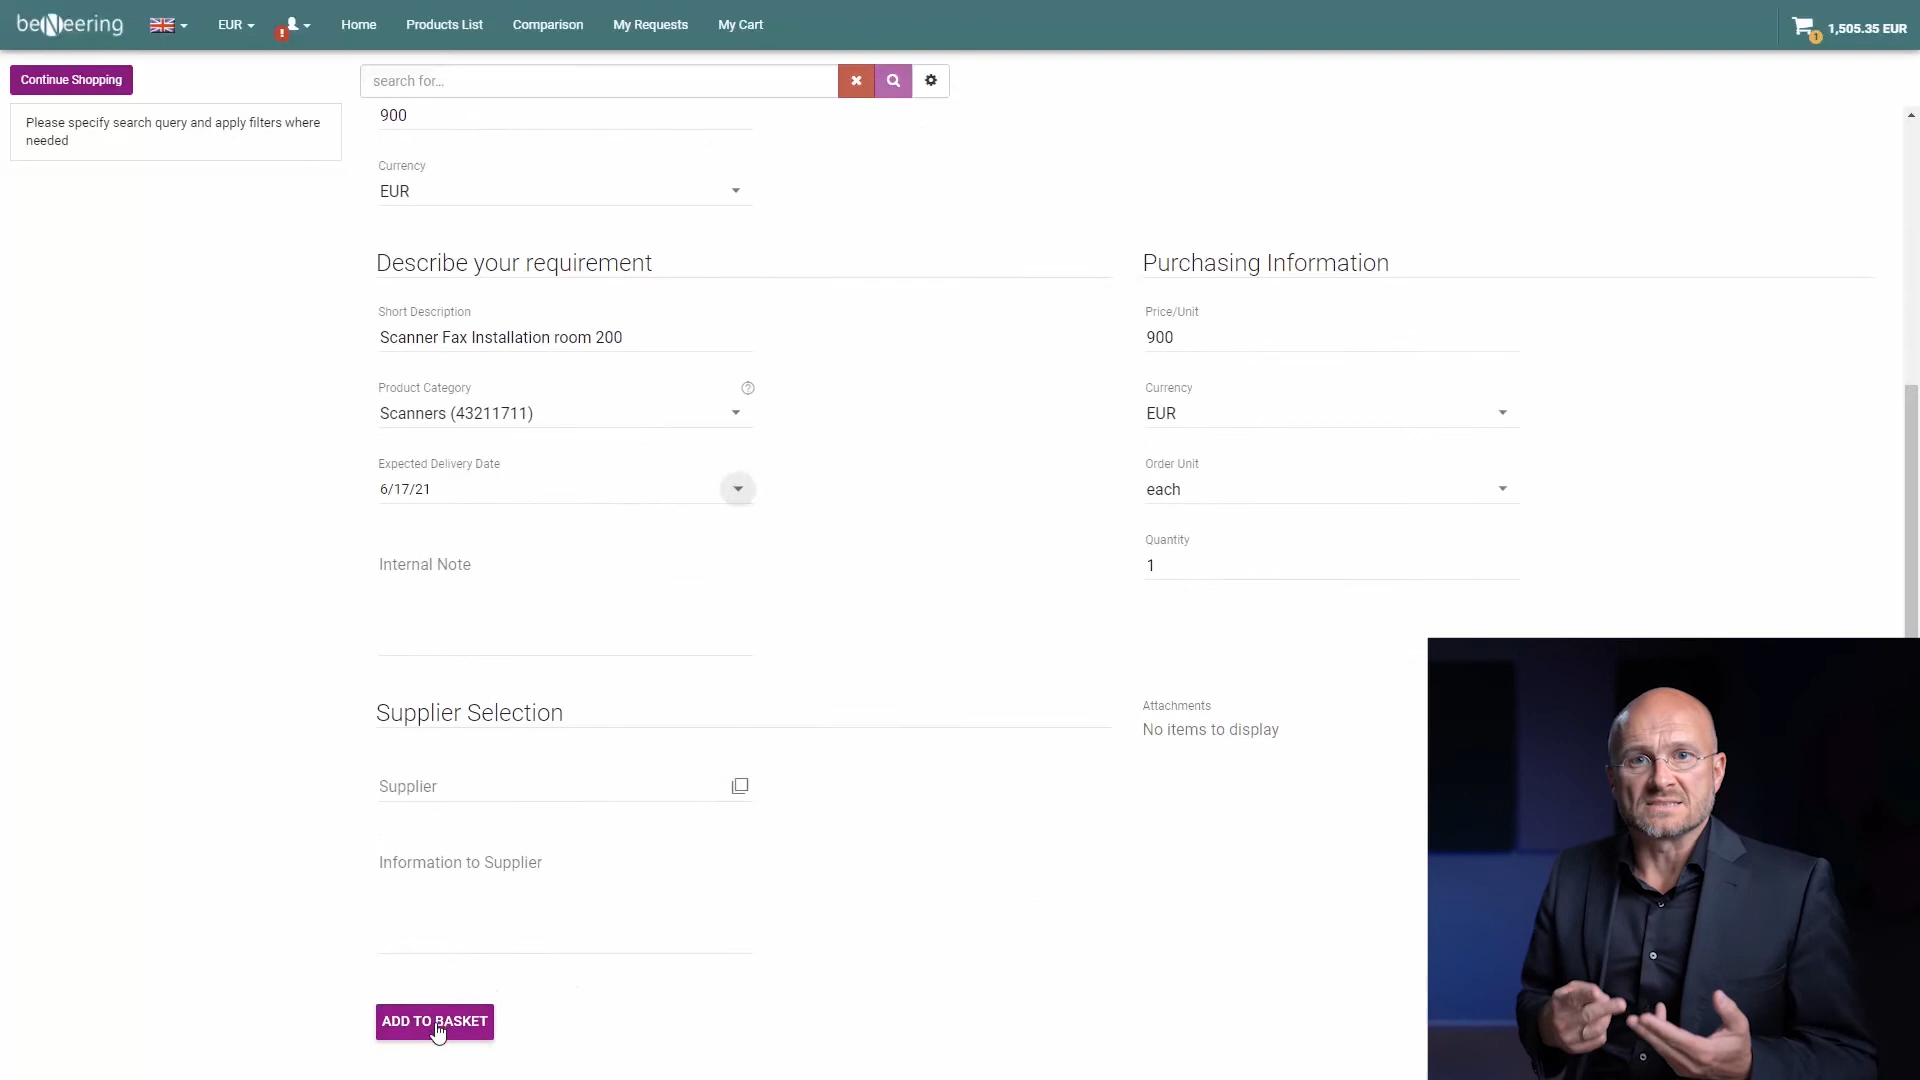 beNeering
EUR
!
Home
Products List
Comparison
My Requests
My Cart
1
1,505.35 EUR
Continue Shopping
search for...
Please specify search query and apply filters where
needed
900
Currency
EUR
Describe your requirement
Purchasing Information
Short Description
Scanner Fax Installation room 200
Price/Unit
900
Product Category
?
Scanners (43211711)
Currency
EUR
Expected Delivery Date
6/17/21
Order Unit
each
Internal Note
Quantity
1
Supplier Selection
Attachments
No items to display
Supplier
Information to Supplier
ADD TO BASKET